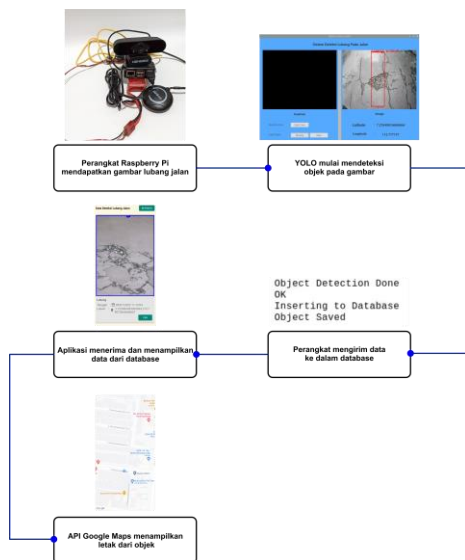 Perangkat Raspberry Pi
mendapatkan gambar lubang jalan
YOLO mulai mendeteksi
objek pada gambar
Object Detection Done
OK
Inserting to Database
Object Saved
Aplikasi menerima dan menampilkan
data dari database
Perangkat mengirim data
ke dalam database
API Google Maps menampilkan
letak dari objek